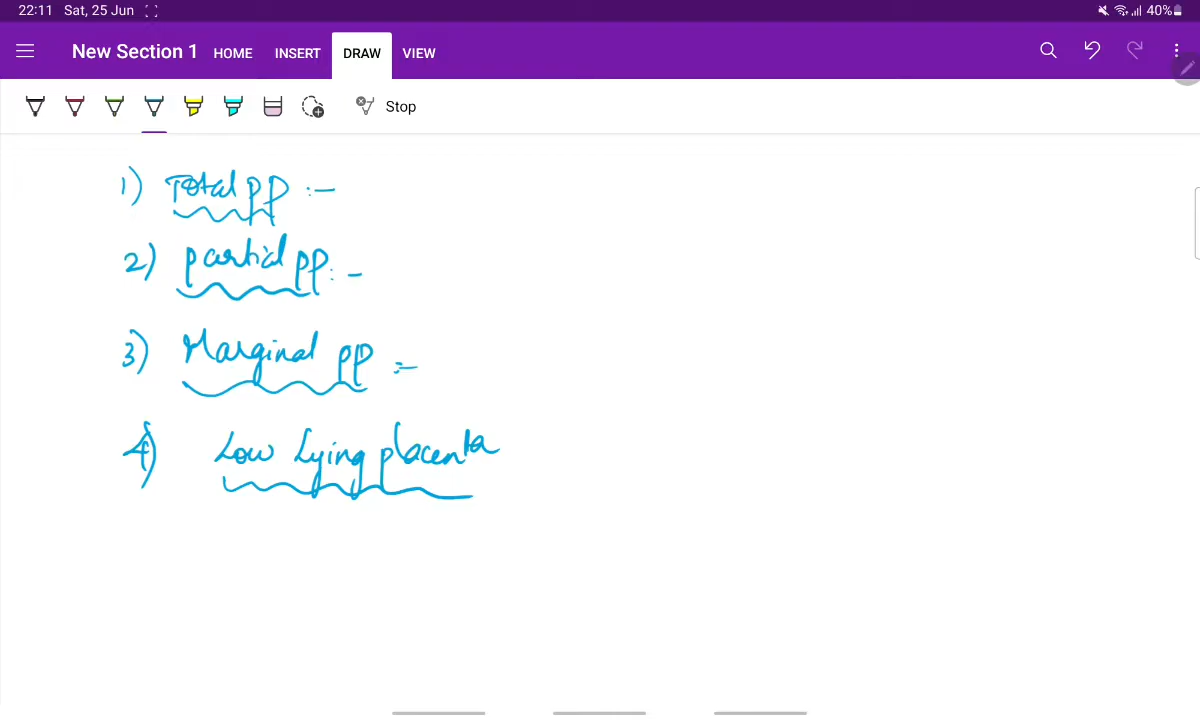 22:11 Sat, 25 Jun 40%
New Section 1 HOME INSERT DRAW VIEW
Stop
1) Total PP :-
2) Partial PP :-
3) Marginal PP :-
4) Low Lying placenta